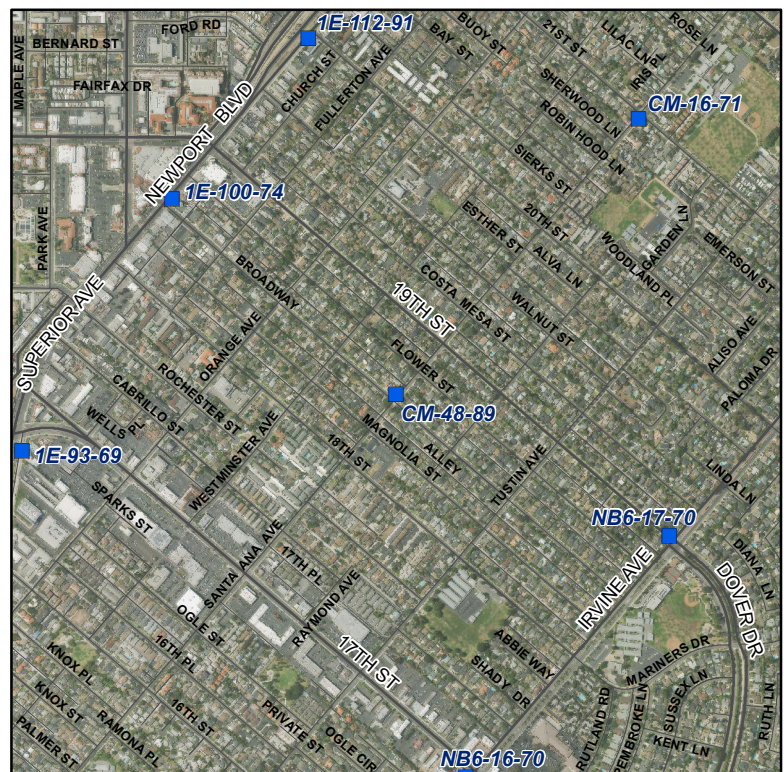 1E-112-91
FORD RD
BERNARD ST
MAPLE AVE
FAIRFAX DR
CHURCH ST
FULLERTON AVE
BAY ST
BUOY ST
21ST ST
LILAC LN
ROSE LN
IRIS PL
SHERWOOD LN
ROBIN HOOD LN
CM-16-71
NEWPORT BLVD
1E-100-74
SIERKS ST
ESTHER ST
20TH ST
ALVA LN
WOODLAND PL
GARDEN LN
EMERSON ST
PARK AVE
BROADWAY
COSTA MESA ST
WALNUT ST
19TH ST
SUPERIOR AVE
ORANGE AVE
FLOWER ST
ALISO AVE
PALOMA DR
ROCHESTER ST
CABRILLO ST
WELLS PL
CM-48-89
MAGNOLIA ST
ALLEY
18TH ST
WESTMINSTER AVE
TUSTIN AVE
LINDA LN
1E-93-69
SPARKS ST
NB6-17-70
SANTA ANA AVE
17TH PL
RAYMOND AVE
IRVINE AVE
DIANA LN
DOVER DR
OGLE ST
16TH PL
17TH ST
ABBIE WAY
SHADY DR
MARINERS DR
KNOX PL
KNOX ST
PALMER ST
RAMONA PL
16TH ST
PRIVATE ST
OGLE CIR
RUTLAND RD
PEMBROKE LN
SUSSEX LN
KENT LN
RUTH LN
NB6-16-70